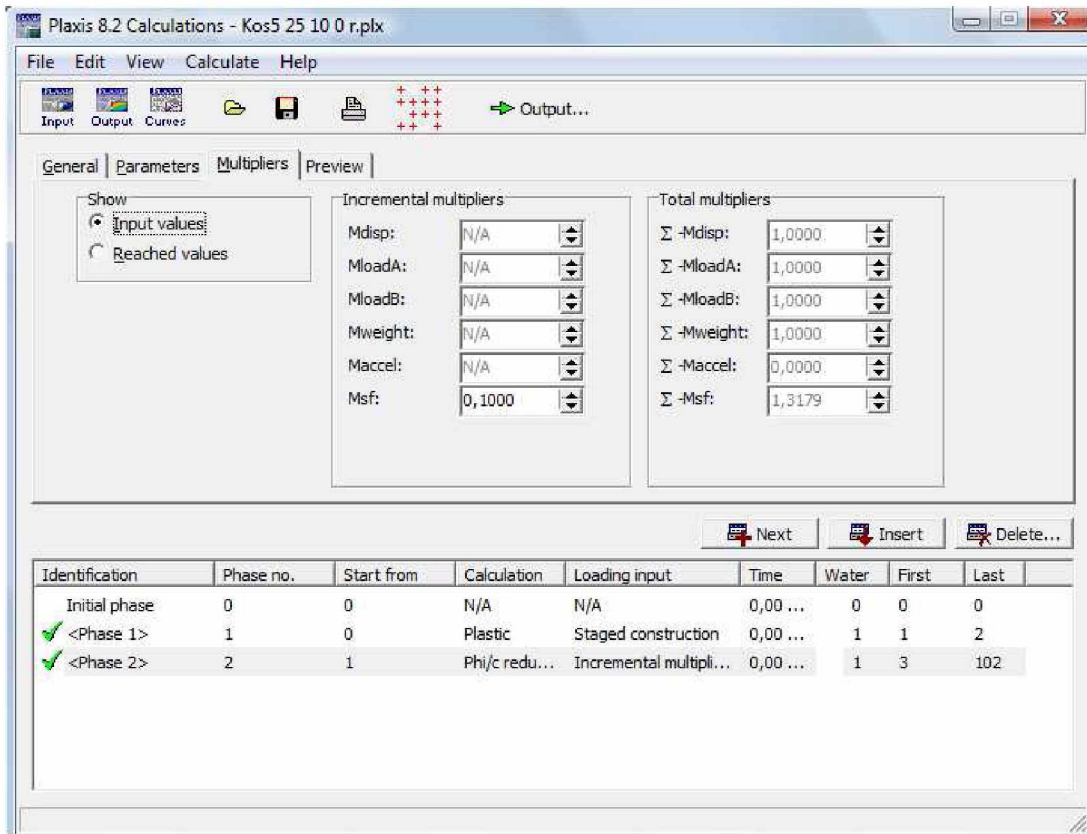 Plaxis 8.2 Calculations - Kos5 25 10 0 r.plx
File Edit View Calculate Help
Input Output Curves Output...
General Parameters Multipliers Preview
Show
Input values
Reached values
Incremental multipliers
Mdisp: N/A
MloadA: N/A
MloadB: N/A
Mweight: N/A
Maccel: N/A
Msf: 0,1000
Total multipliers
Σ -Mdisp: 1,0000
Σ -MloadA: 1,0000
Σ -MloadB: 1,0000
Σ -Mweight: 1,0000
Σ -Maccel: 0,0000
Σ -Msf: 1,3179
Next Insert Delete...
Identification Phase no. Start from Calculation Loading input Time Water First Last
Initial phase 0 0 N/A N/A 0,00 ... 0 0 0
<Phase 1> 1 0 Plastic Staged construction 0,00 ... 1 1 2
<Phase 2> 2 1 Phi/c redu... Incremental multipli... 0,00 ... 1 3 102